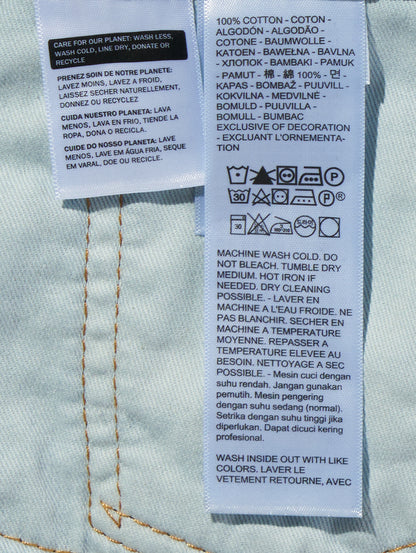 CARE FOR OUR PLANET: WASH LESS,
WASH COLD, LINE DRY, DONATE OR
RECYCLE
PRENEZ SOIN DE NOTRE PLANETE:
LAVEZ MOINS, LAVEZ A FROID,
LAISSEZ SECHER NATURELLEMENT,
DONNEZ OU RECYCLEZ
CUIDA NUESTRO PLANETA: LAVA
MENOS, LAVA EN FRIO, TIENDE LA
ROPA, DONA O RECICLA.
CUIDE DO NOSSO PLANETA: LAVE
MENOS, LAVE EM ÁGUA FRIA, SEQUE
EM VARAL, DOE OU RECICLE.
100% COTTON - COTON -
ALGODÓN - ALGODÃO -
COTONE - BAUMWOLLE -
KATOEN - BAWEŁNA - BAVLNA
- ХЛОПОК - BAMBAKI - PAMUK
- PAMUT - 棉 - 綿 100% - 면 -
KAPAS - BOMBAŽ - PUUVILL -
KOKVILNA - MEDVILNĖ -
BOMULD - PUUVILLA -
BOMULL - BUMBAC
EXCLUSIVE OF DECORATION
- EXCLUANT L'ORNEMENTA-
TION
P
30 P ®
30
MACHINE WASH COLD. DO
NOT BLEACH. TUMBLE DRY
MEDIUM. HOT IRON IF
NEEDED. DRY CLEANING
POSSIBLE. - LAVER EN
MACHINE A L'EAU FROIDE. NE
PAS BLANCHIR. SECHER EN
MACHINE A TEMPERATURE
MOYENNE. REPASSER A
TEMPERATURE ELEVEE AU
BESOIN. NETTOYAGE A SEC
POSSIBLE. - Mesin cuci dengan
suhu rendah. Jangan gunakan
pemutih. Mesin pengering
dengan suhu sedang (normal).
Setrika dengan suhu tinggi jika
diperlukan. Dapat dicuci kering
profesional.
WASH INSIDE OUT WITH LIKE
COLORS. LAVER LE
VETEMENT RETOURNE, AVEC